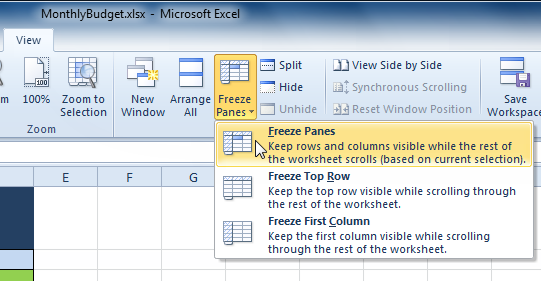 MonthlyBudget.xlsx - Microsoft Excel
View
100%
Zoom to
Selection
Zoom
New
Window
Arrange
All
Freeze
Panes
Split
Hide
Unhide
View Side by Side
Synchronous Scrolling
Reset Window Position
Save
Workspace
Freeze Panes
Keep rows and columns visible while the rest of
the worksheet scrolls (based on current selection).
Freeze Top Row
Keep the top row visible while scrolling through
the rest of the worksheet.
Freeze First Column
Keep the first column visible while scrolling
through the rest of the worksheet.
E F G